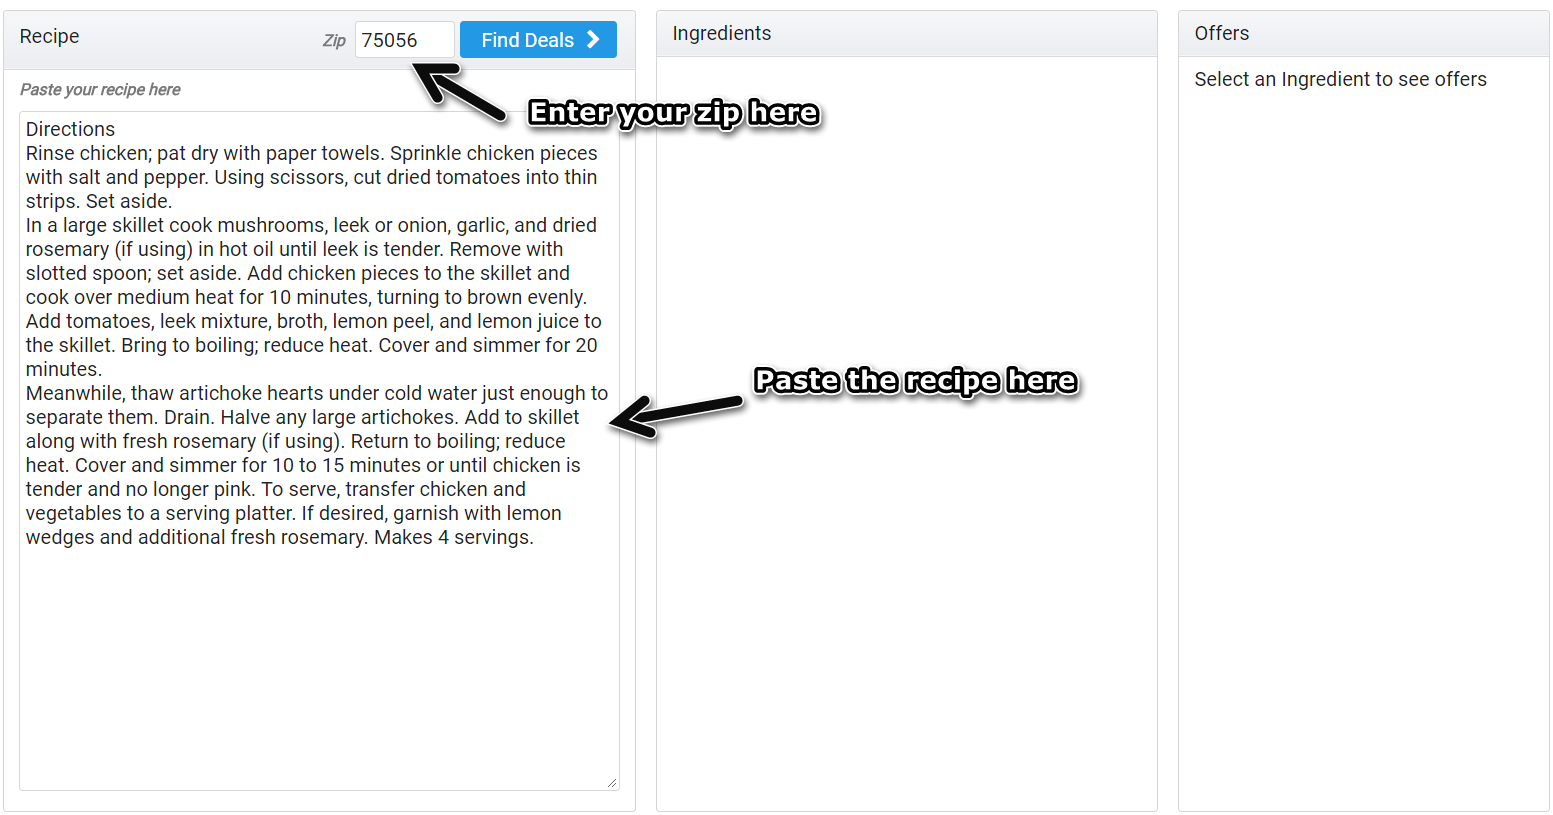 Recipe
Zip
75056
Find Deals
Paste your recipe here
Enter your zip here
Directions
Rinse chicken; pat dry with paper towels. Sprinkle chicken pieces
with salt and pepper. Using scissors, cut dried tomatoes into thin
strips. Set aside.
In a large skillet cook mushrooms, leek or onion, garlic, and dried
rosemary (if using) in hot oil until leek is tender. Remove with
slotted spoon; set aside. Add chicken pieces to the skillet and
cook over medium heat for 10 minutes, turning to brown evenly.
Add tomatoes, leek mixture, broth, lemon peel, and lemon juice to
the skillet. Bring to boiling; reduce heat. Cover and simmer for 20
minutes.
Meanwhile, thaw artichoke hearts under cold water just enough to
separate them. Drain. Halve any large artichokes. Add to skillet
along with fresh rosemary (if using). Return to boiling; reduce
heat. Cover and simmer for 10 to 15 minutes or until chicken is
tender and no longer pink. To serve, transfer chicken and
vegetables to a serving platter. If desired, garnish with lemon
wedges and additional fresh rosemary. Makes 4 servings.
Paste the recipe here
Ingredients
Offers
Select an Ingredient to see offers